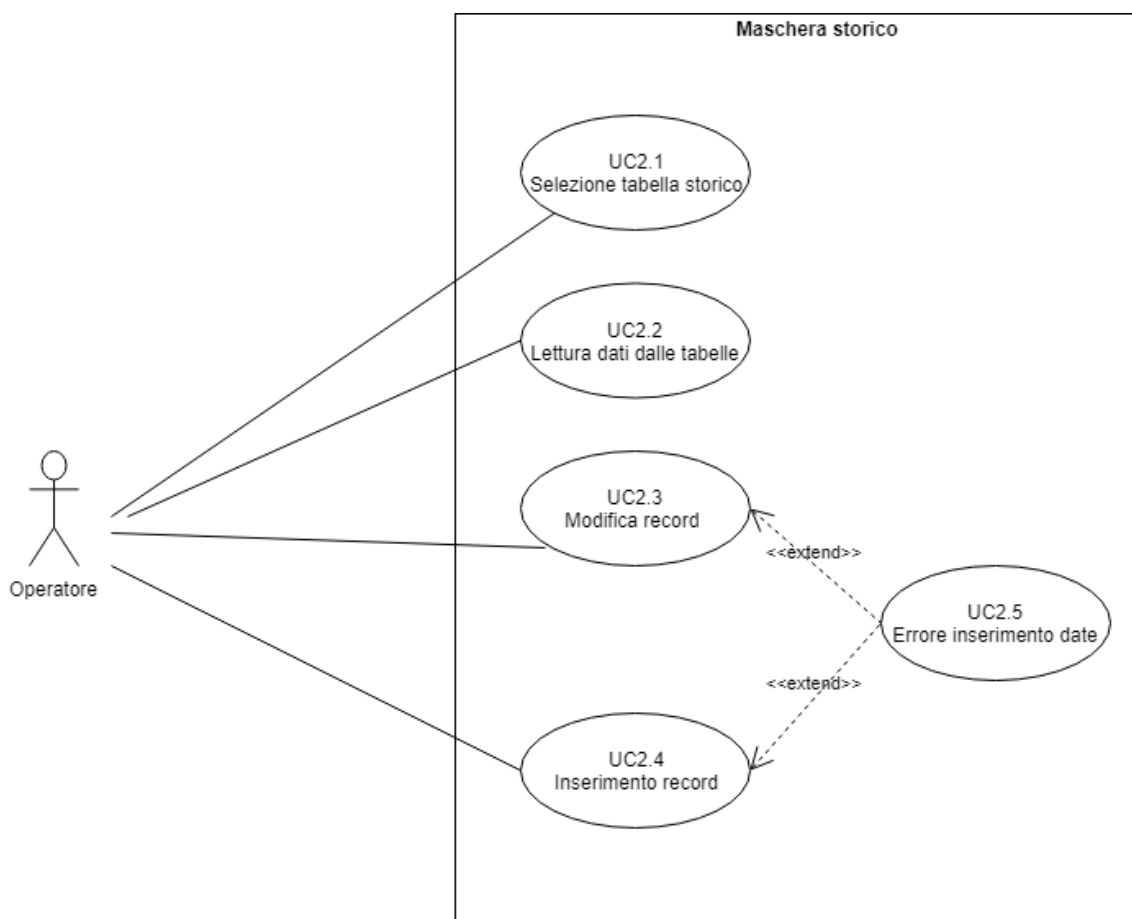 Maschera storico
UC2.1
Selezione tabella storico
UC2.2
Lettura dati dalle tabelle
UC2.3
Modifica record
<<extend>>
Operatore
UC2.5
Errore inserimento date
<<extend>>
UC2.4
Inserimento record